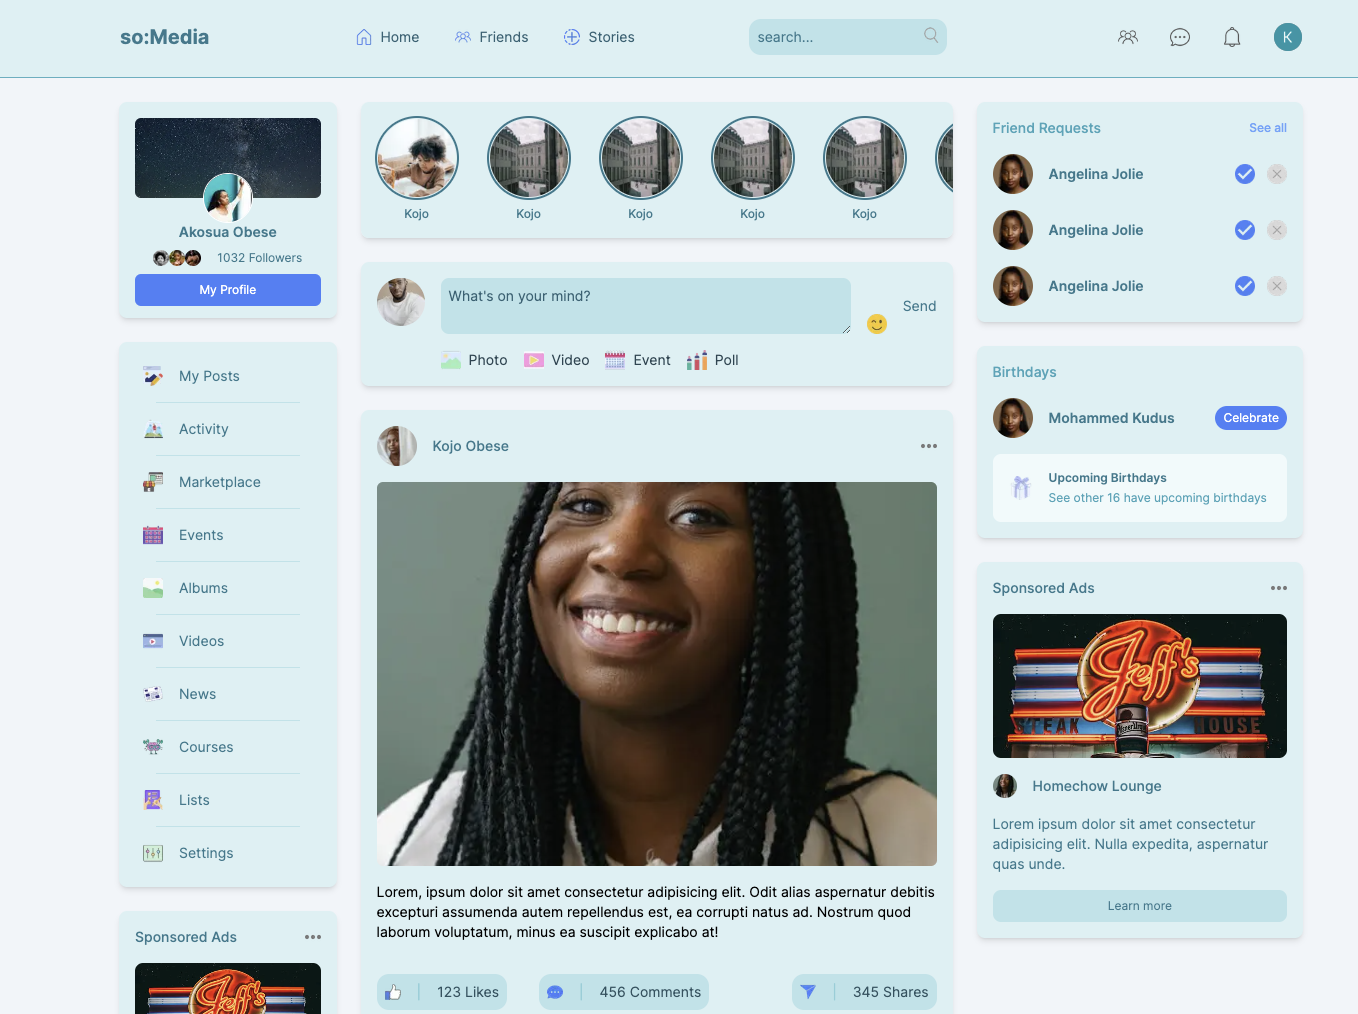 so:Media
Home
Friends
Stories
search...
K
Akosua Obese
1032 Followers
My Profile
My Posts
Activity
Marketplace
Events
Albums
Videos
News
Courses
Lists
Settings
Sponsored Ads
Jeff's
Kojo
Kojo
Kojo
Kojo
Kojo
What's on your mind?
Send
Photo
Video
Event
Poll
Kojo Obese
Lorem, ipsum dolor sit amet consectetur adipisicing elit. Odit alias aspernatur debitis
excepturi assumenda autem repellendus est, ea corrupti natus ad. Nostrum quod
laborum voluptatum, minus ea suscipit explicabo at!
123 Likes
456 Comments
345 Shares
Friend Requests
See all
Angelina Jolie
Angelina Jolie
Angelina Jolie
Birthdays
Mohammed Kudus
Celebrate
Upcoming Birthdays
See other 16 have upcoming birthdays
Sponsored Ads
Jeff's
STEAK HOUSE
Homechow Lounge
Lorem ipsum dolor sit amet consectetur
adipisicing elit. Nulla expedita, aspernatur
quas unde.
Learn more